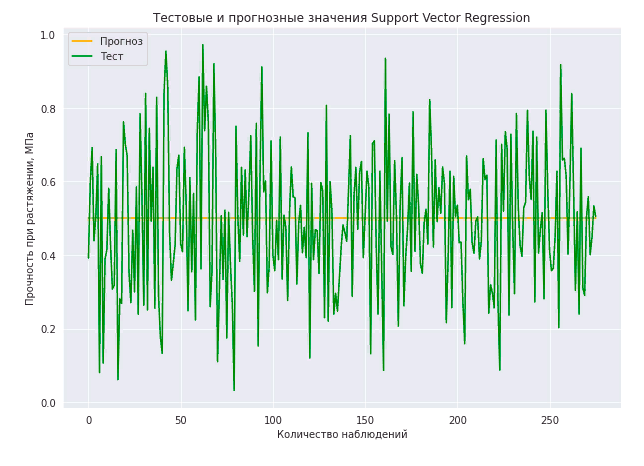 Тестовые и прогнозные значения Support Vector Regression
Прогноз
Тест
Прочность при растяжении, МПа
1.0
0.8
0.6
0.4
0.2
0.0
0 50 100 150 200 250
Количество наблюдений